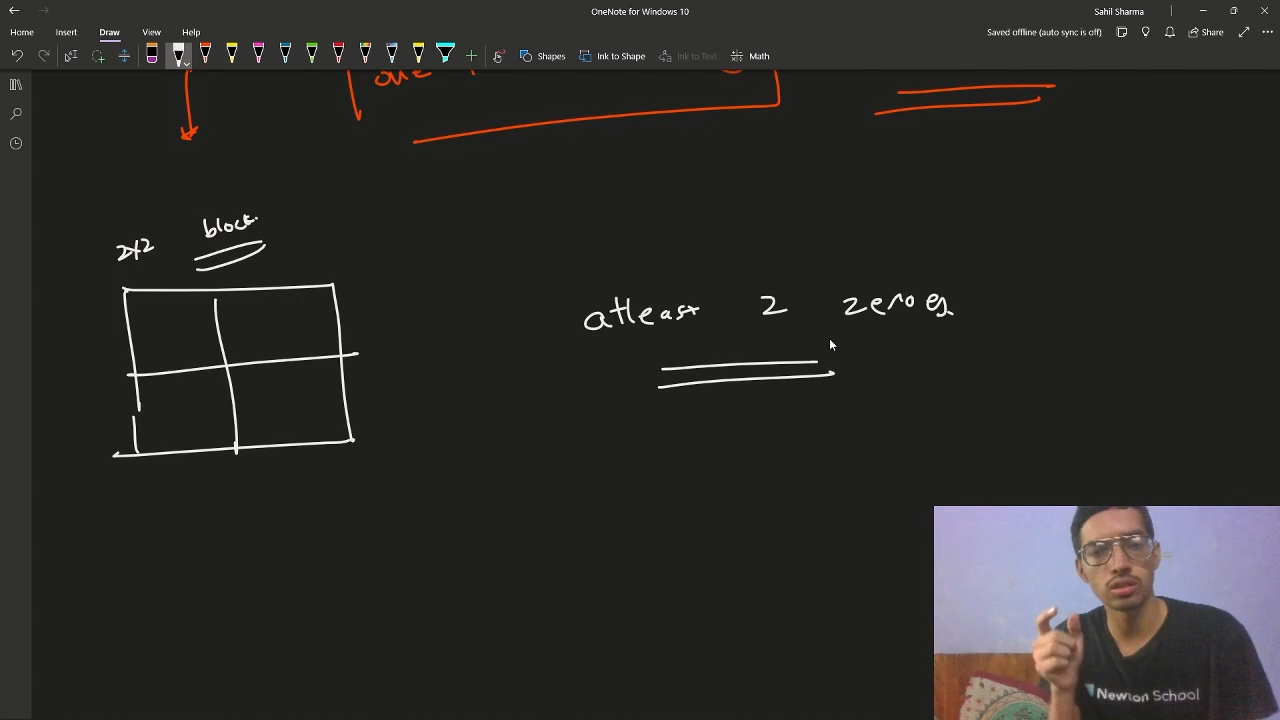 OneNote for Windows 10
Sahil Sharma
Home Insert Draw View Help
Saved offline (auto sync is off)
Share
Shapes
Ink to Shape
Ink to Text
Math
one
2x2 block
atleast 2 zeroes
Newton School